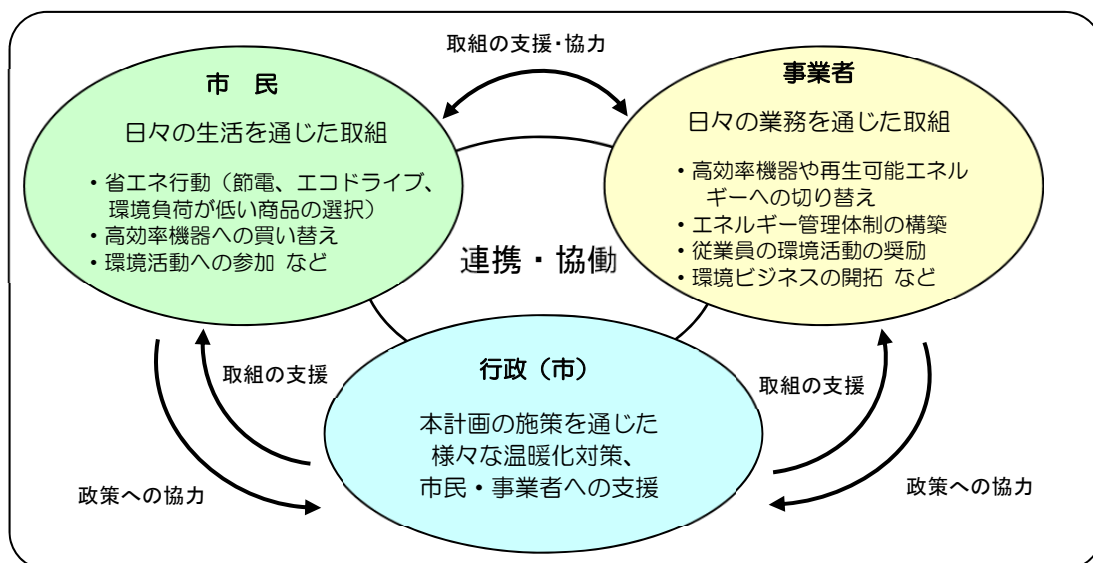 取組の支援・協力
市　民
日々の生活を通じた取組
・省エネ行動（節電、エコドライブ、
環境負荷が低い商品の選択）
・高効率機器への買い替え
・環境活動への参加 など
事業者
日々の業務を通じた取組
・高効率機器や再生可能エネル
ギーへの切り替え
・エネルギー管理体制の構築
・従業員の環境活動の奨励
・環境ビジネスの開拓 など
連携・協働
取組の支援
政策への協力
行政（市）
本計画の施策を通じた
様々な温暖化対策、
市民・事業者への支援
取組の支援
政策への協力